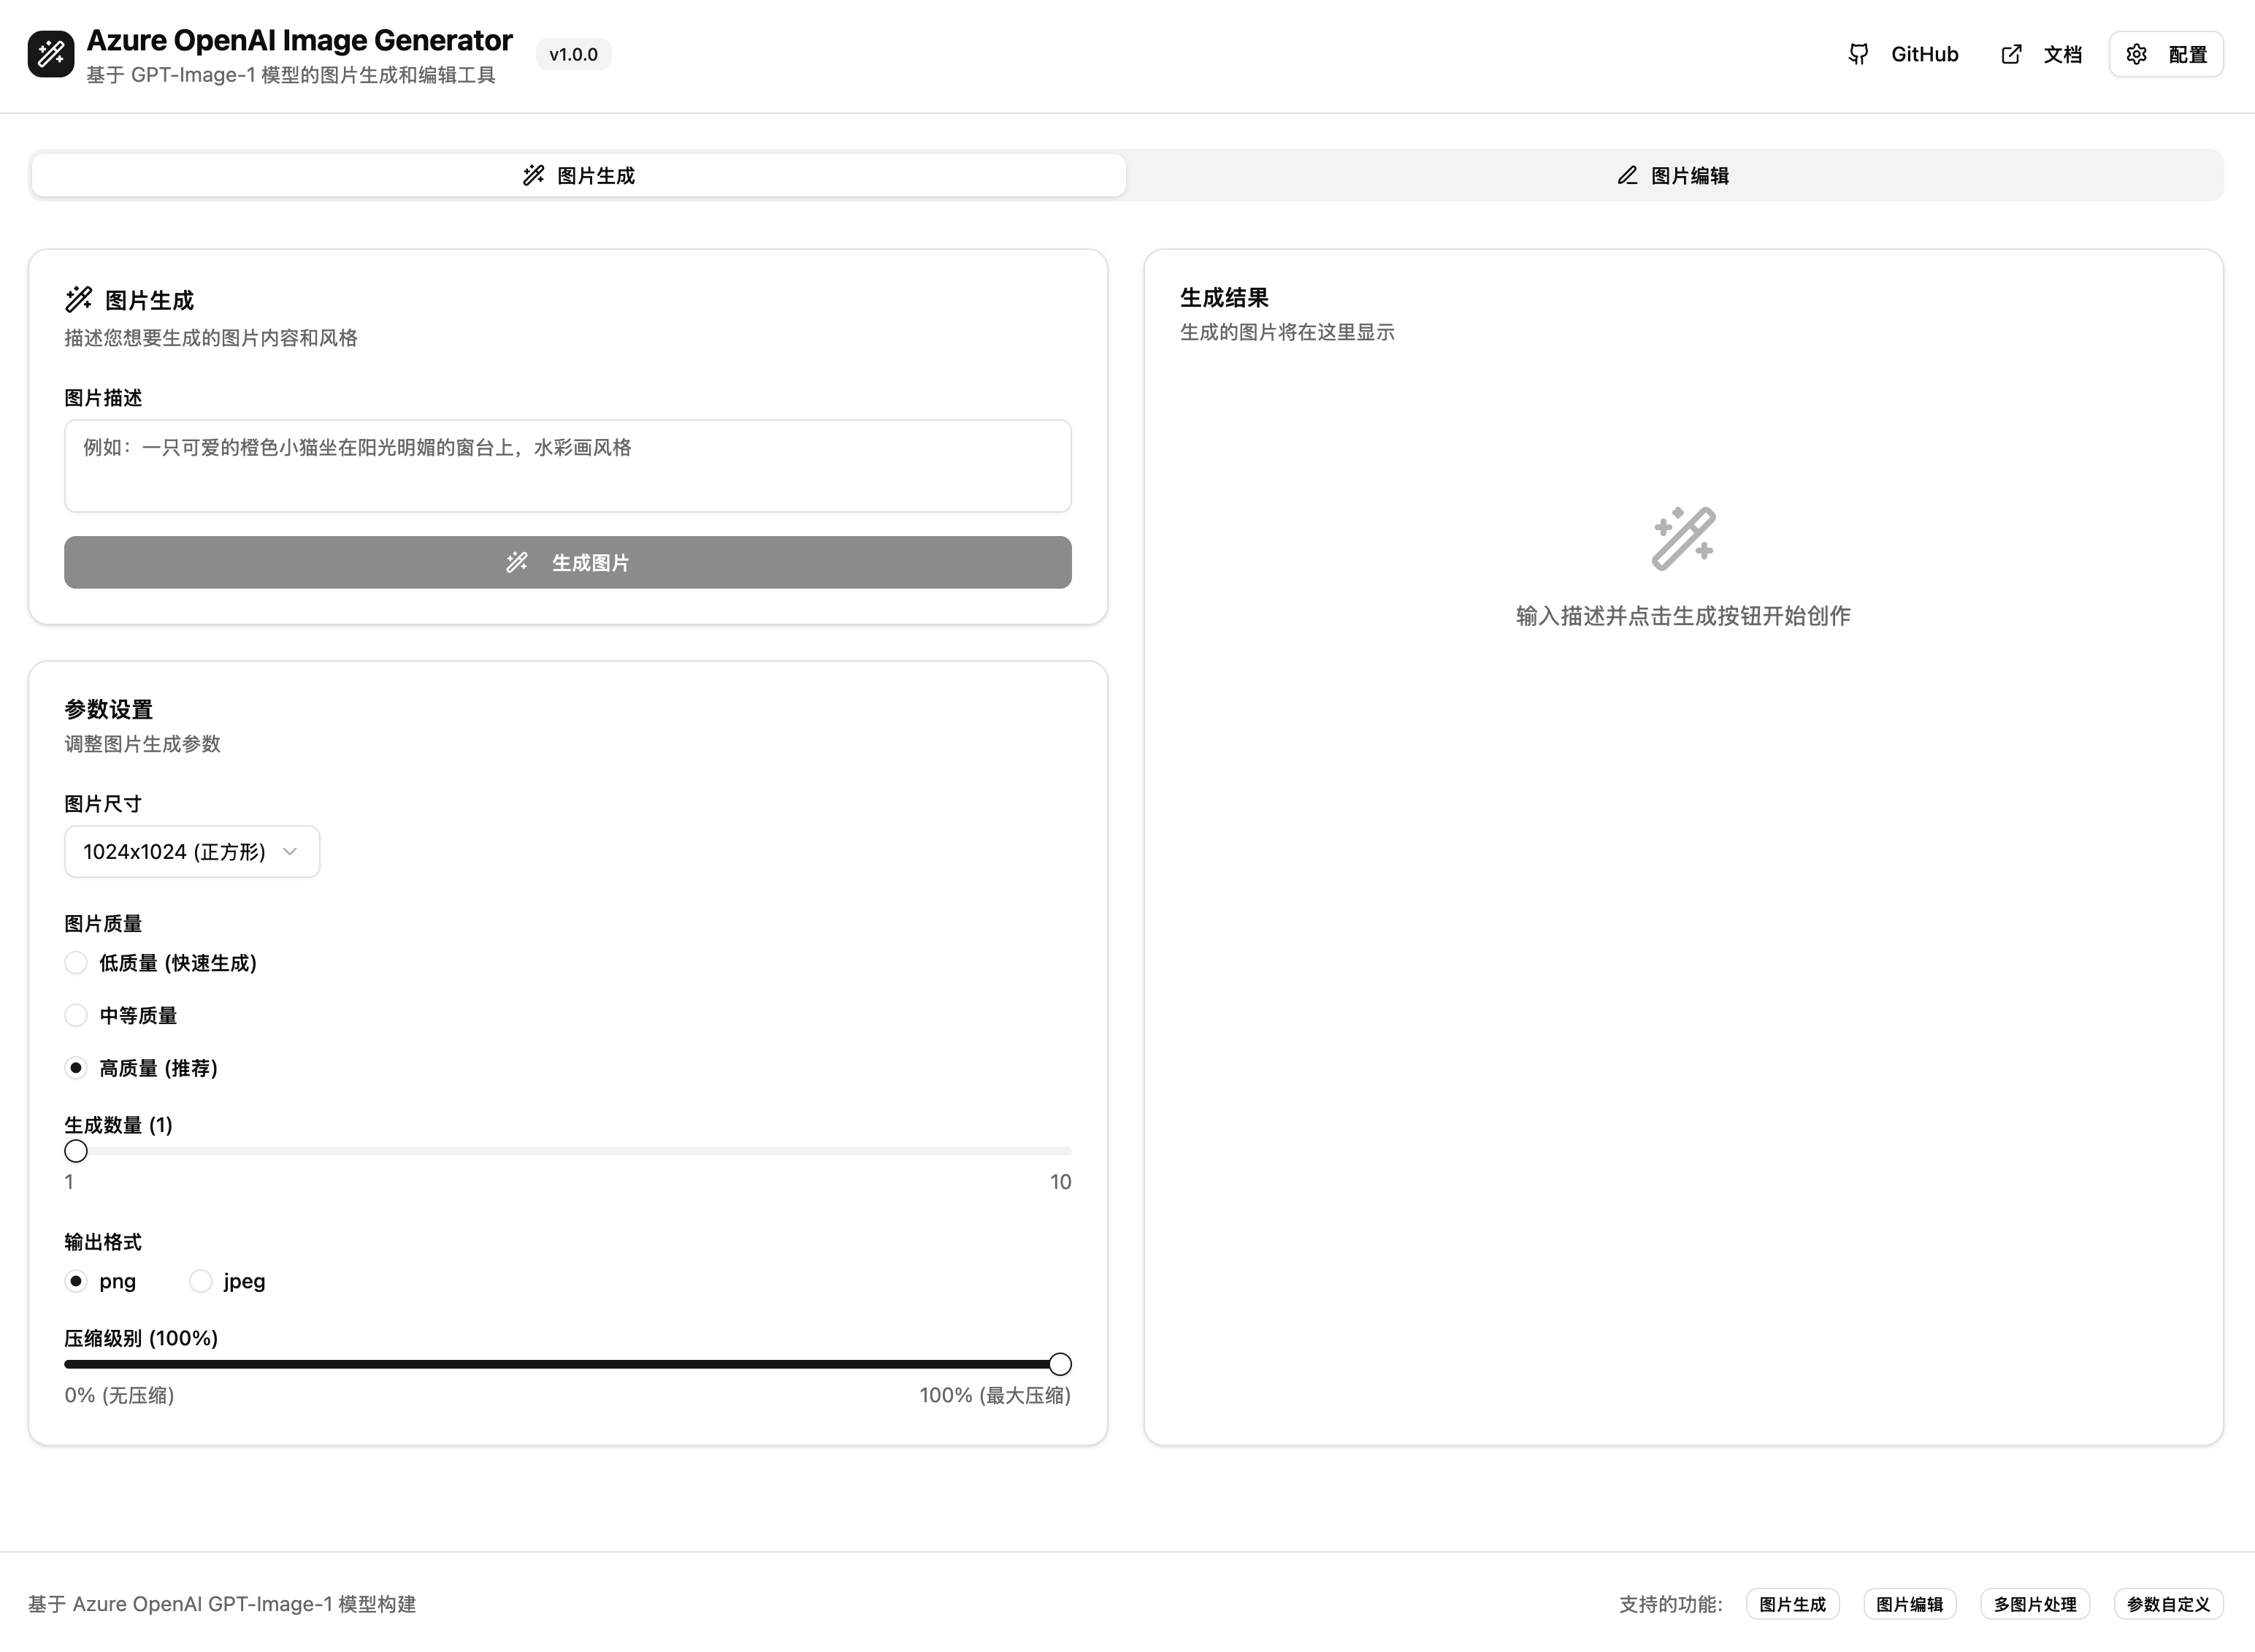 Azure OpenAI Image Generator
v1.0.0
基于 GPT-Image-1 模型的图片生成和编辑工具
GitHub
文档
配置
图片生成
图片编辑
图片生成
描述您想要生成的图片内容和风格
图片描述
例如：一只可爱的橙色小猫坐在阳光明媚的窗台上，水彩画风格
生成图片
参数设置
调整图片生成参数
图片尺寸
1024x1024 (正方形)
图片质量
低质量 (快速生成)
中等质量
高质量 (推荐)
生成数量 (1)
1
10
输出格式
png
jpeg
压缩级别 (100%)
0% (无压缩)
100% (最大压缩)
生成结果
生成的图片将在这里显示
输入描述并点击生成按钮开始创作
基于 Azure OpenAI GPT-Image-1 模型构建
支持的功能:
图片生成
图片编辑
多图片处理
参数自定义